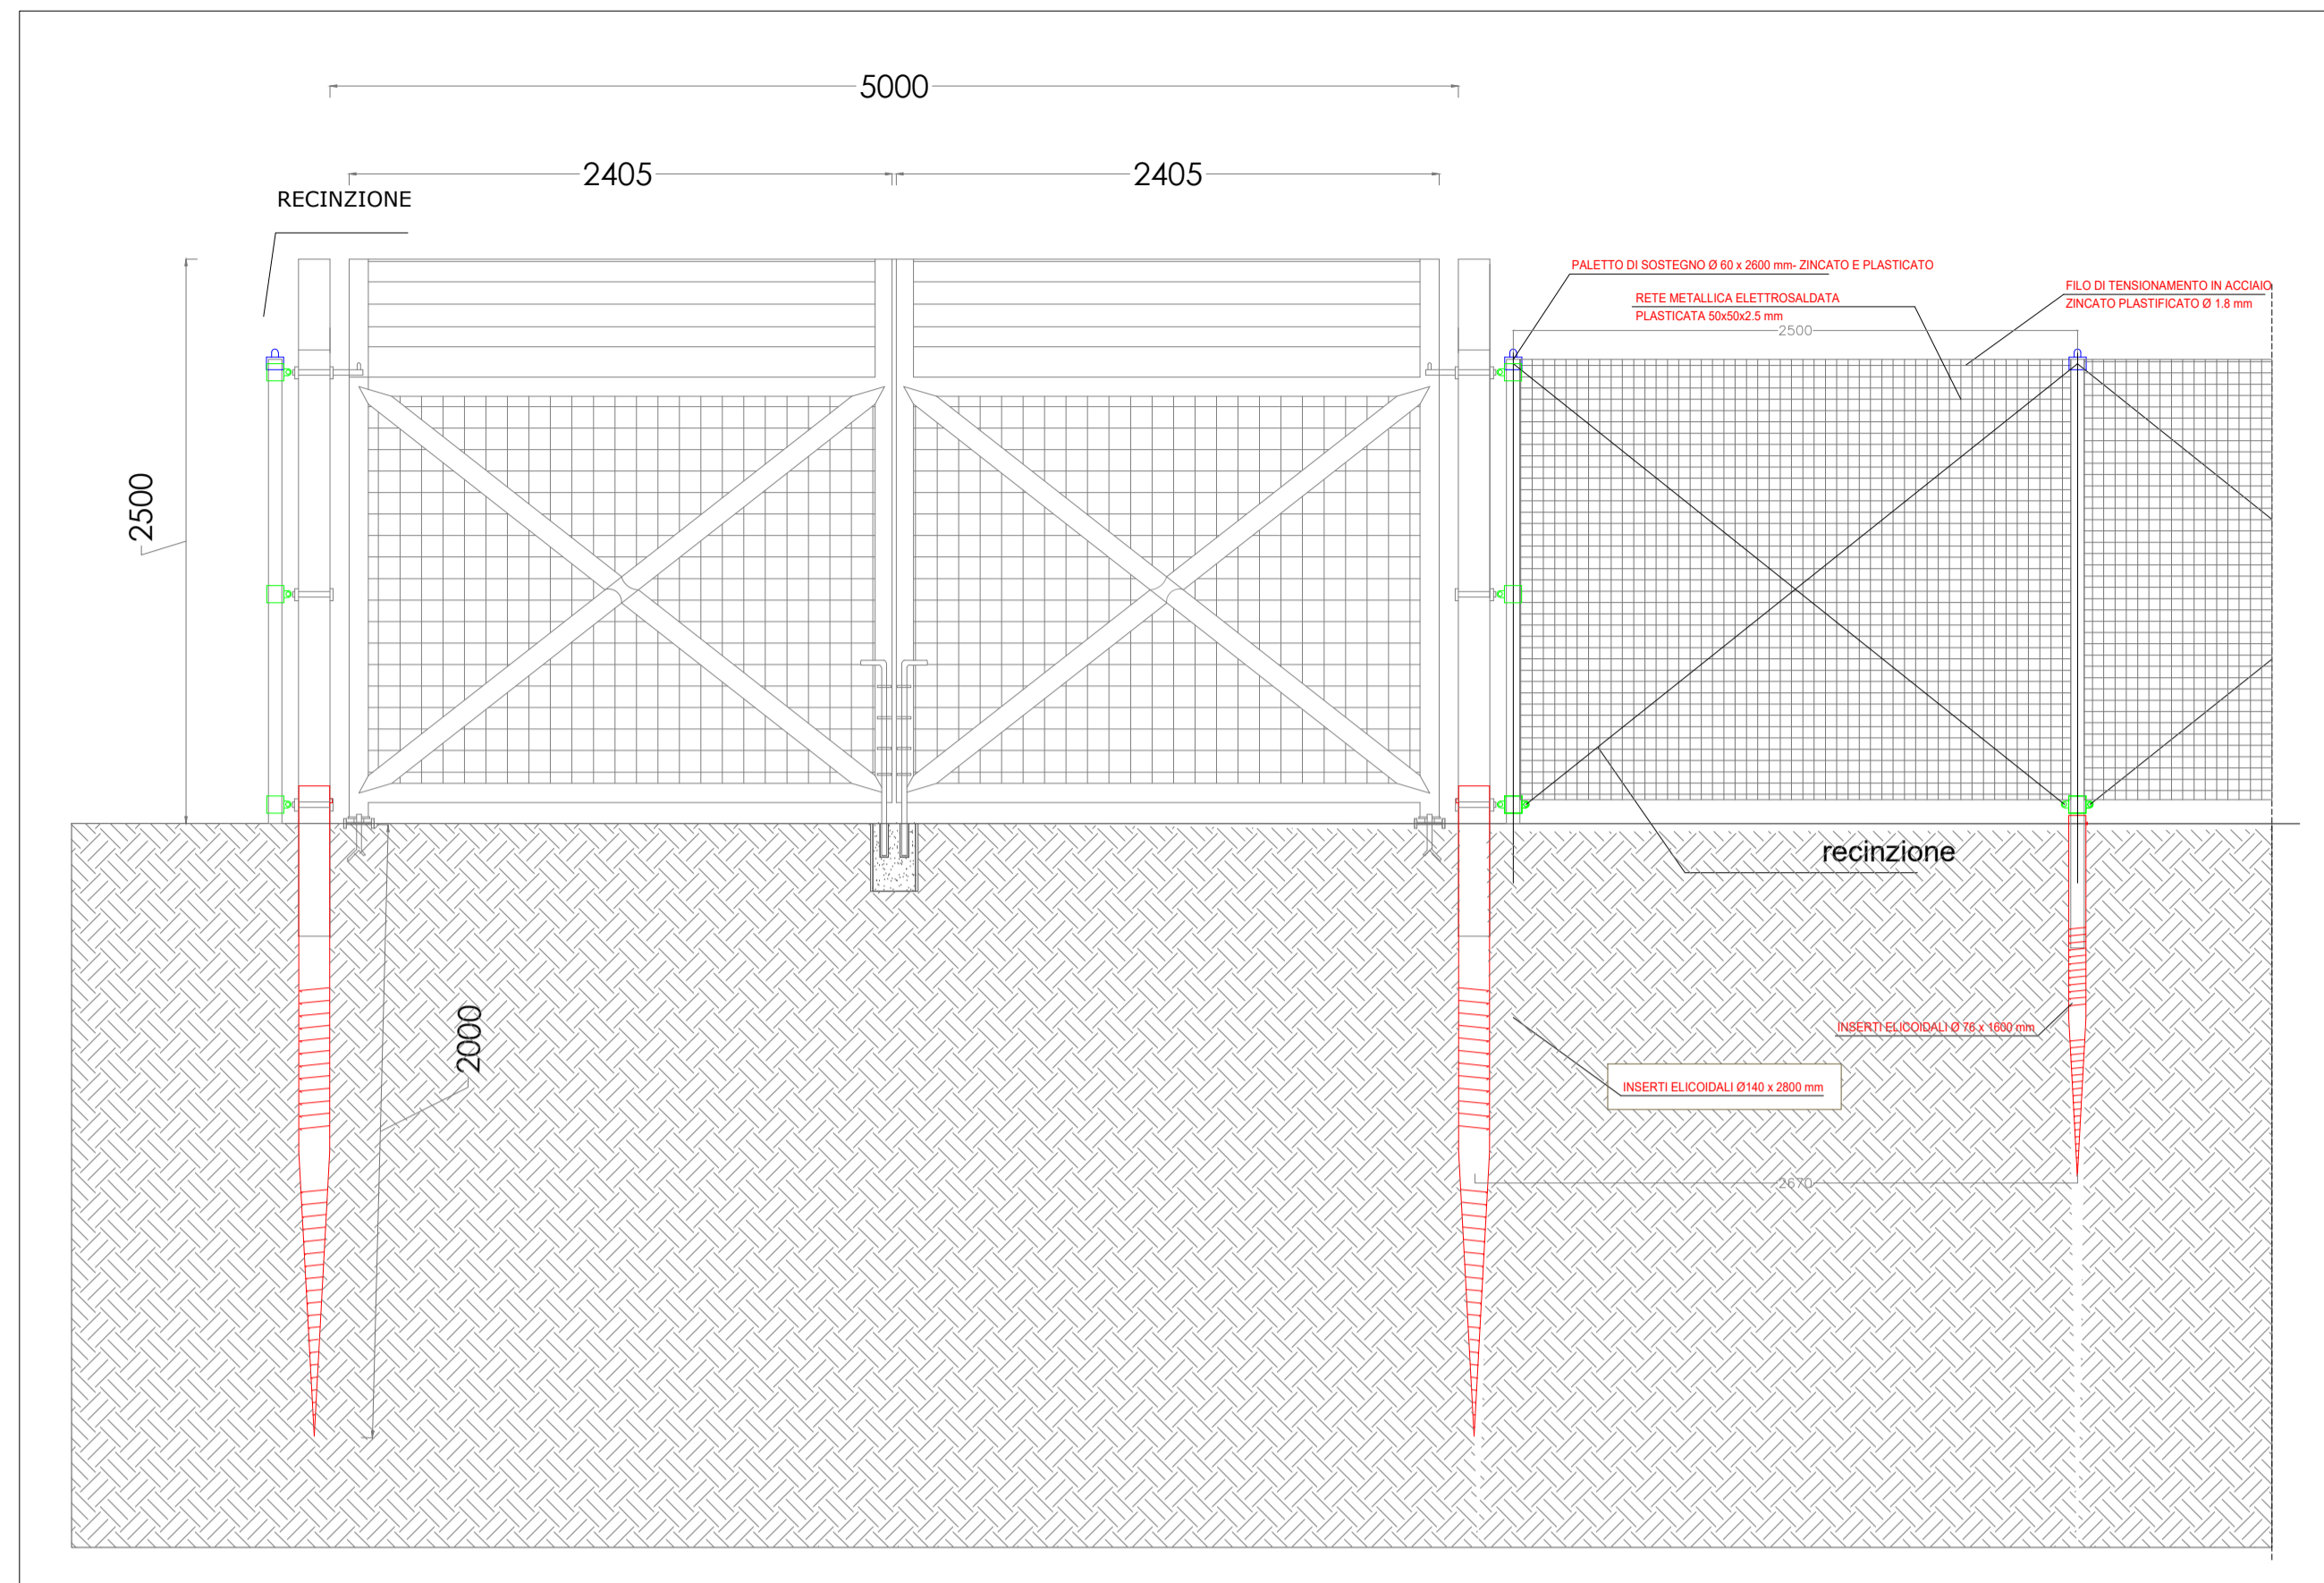 5000
2405
2405
RECINZIONE
PALETTO DI SOSTEGNO Ø 60 x 2600 mm- ZINCATO E PLASTICATO
RETE METALLICA ELETTROSALDATA
PLASTICATA 50x50x2.5 mm
FILO DI TENSIONAMENTO IN ACCIAIO
ZINCATO PLASTIFICATO Ø 1.8 mm
2500
2500
recinzione
2000
INSERTI ELICOIDALI Ø 76 x 1600 mm
INSERTI ELICOIDALI Ø140 x 2800 mm
2670